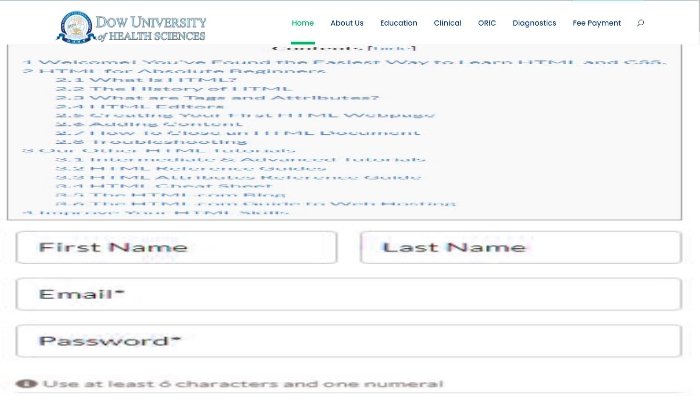 DOW UNIVERSITY
of HEALTH SCIENCES
Home About Us Education Clinical ORIC Diagnostics Fee Payment
Contents [hide]
1 Welcome! You've Found the Easiest Way to Learn HTML and CSS.
2 HTML for Absolute Beginners
2.1 What is HTML?
2.2 The History of HTML
2.3 What are Tags and Attributes?
2.4 HTML Editors
2.5 Creating Your First HTML Webpage
2.6 Adding Content
2.7 How To Close an HTML Document
2.8 Troubleshooting
3 Our Other HTML Tutorials
3.1 Intermediate & Advanced Tutorials
3.2 HTML Reference Guides
3.3 HTML Attributes Reference Guide
3.4 HTML Cheat Sheet
3.5 The HTML.com Blog
3.6 The HTML.com Guide to Web Hosting
4 Improve Your HTML Skills
First Name Last Name
Email*
Password*
Use at least 6 characters and one numeral